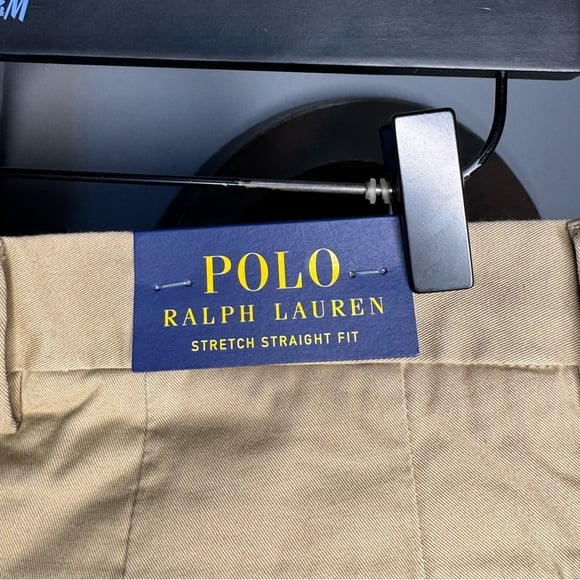 &M
POLO
RALPH LAUREN
STRETCH STRAIGHT FIT